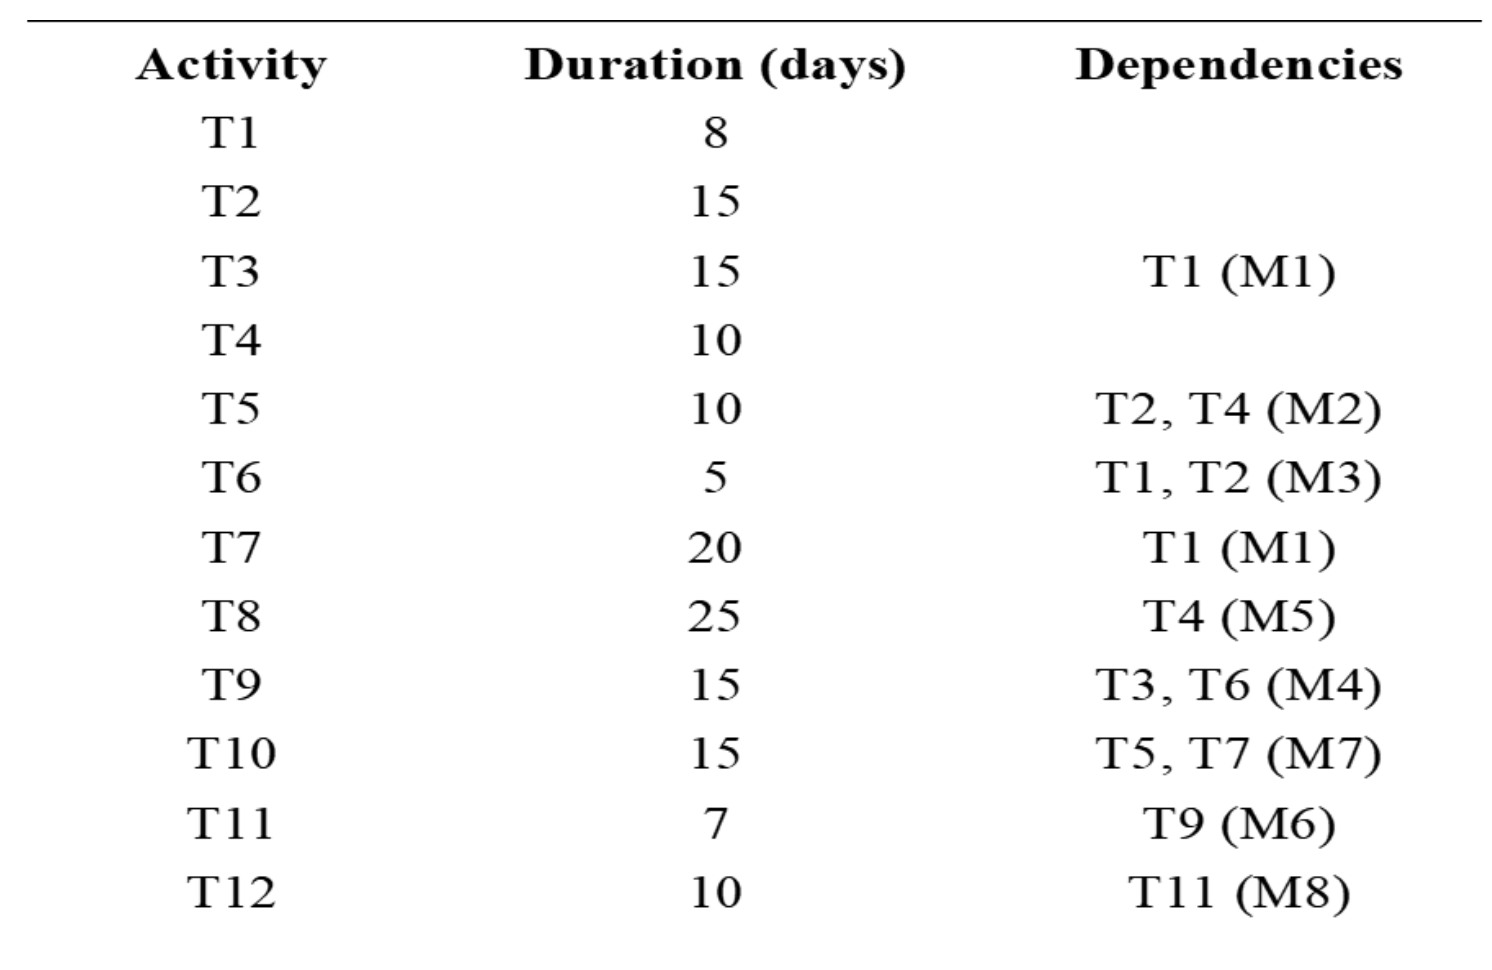 Activity Duration (days) Dependencies
T1 8
T2 15
T3 15 T1 (M1)
T4 10
T5 10 T2, T4 (M2)
T6 5 T1, T2 (M3)
T7 20 T1 (M1)
T8 25 T4 (M5)
T9 15 T3, T6 (M4)
T10 15 T5, T7 (M7)
T11 7 T9 (M6)
T12 10 T11 (M8)